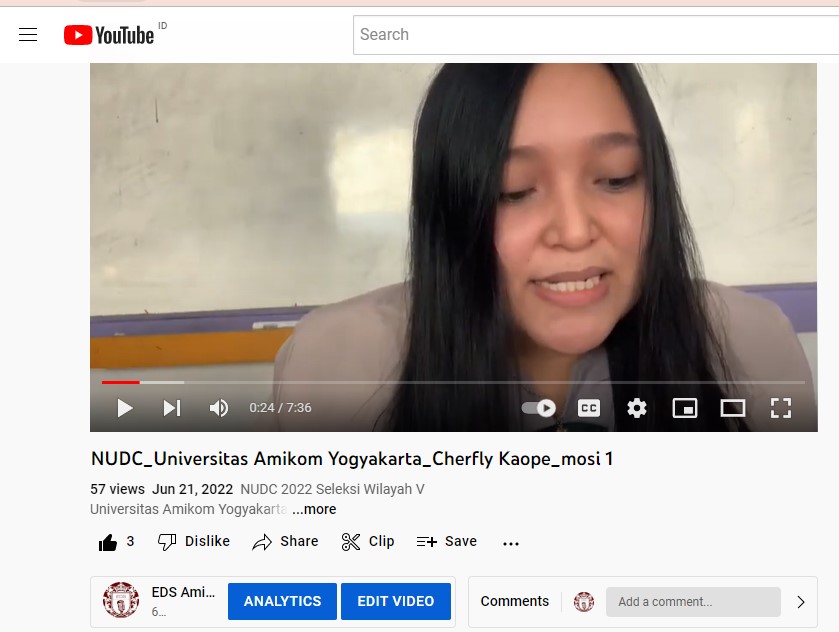 YouTube ID
Search
0:24 / 7:36
CC
NUDC_Universitas Amikom Yogyakarta_Cherfly Kaope_mosi 1
57 views Jun 21, 2022 NUDC 2022 Seleksi Wilayah V
Universitas Amikom Yogyakarta ...more
3 Dislike Share Clip Save ...
EDS Ami... ANALYTICS EDIT VIDEO Comments Add a comment...
6...